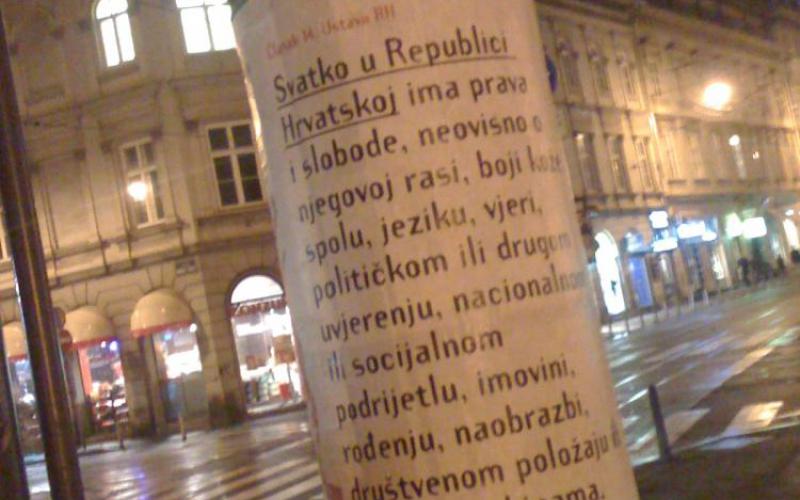 Članak 14. Ustava RH
Svatko u Republici
Hrvatskoj ima prava
i slobode, neovisno o
njegovoj rasi, boji kože
spolu, jeziku, vjeri,
političkom ili drugom
uvjerenju, nacionalnom
ili socijalnom
podrijetlu, imovini,
rođenju, naobrazbi,
društvenom položaju